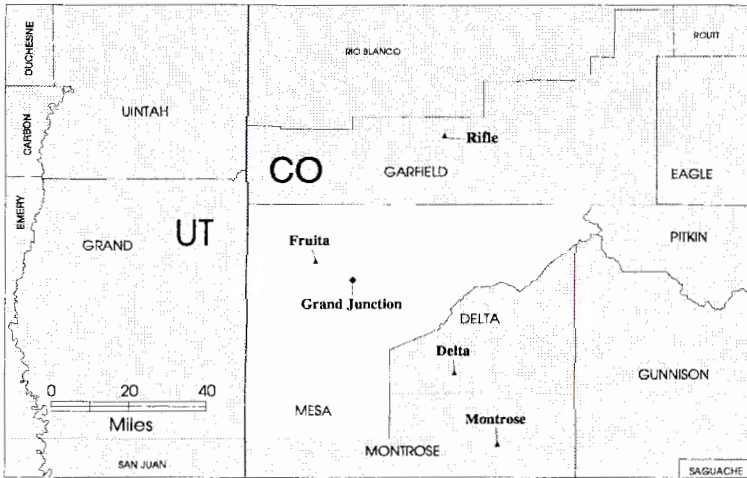 DUCHESNE
RIO BLANCO
ROUTT
UINTAH
CARBON
Rifle
CO
GARFIELD
EAGLE
EMERY
GRAND
UT
Fruita
PITKIN
Grand Junction
DELTA
Delta
GUNNISON
0 20 40
Miles
MESA
Montrose
MONTROSE
SAN JUAN
SAGUACHE